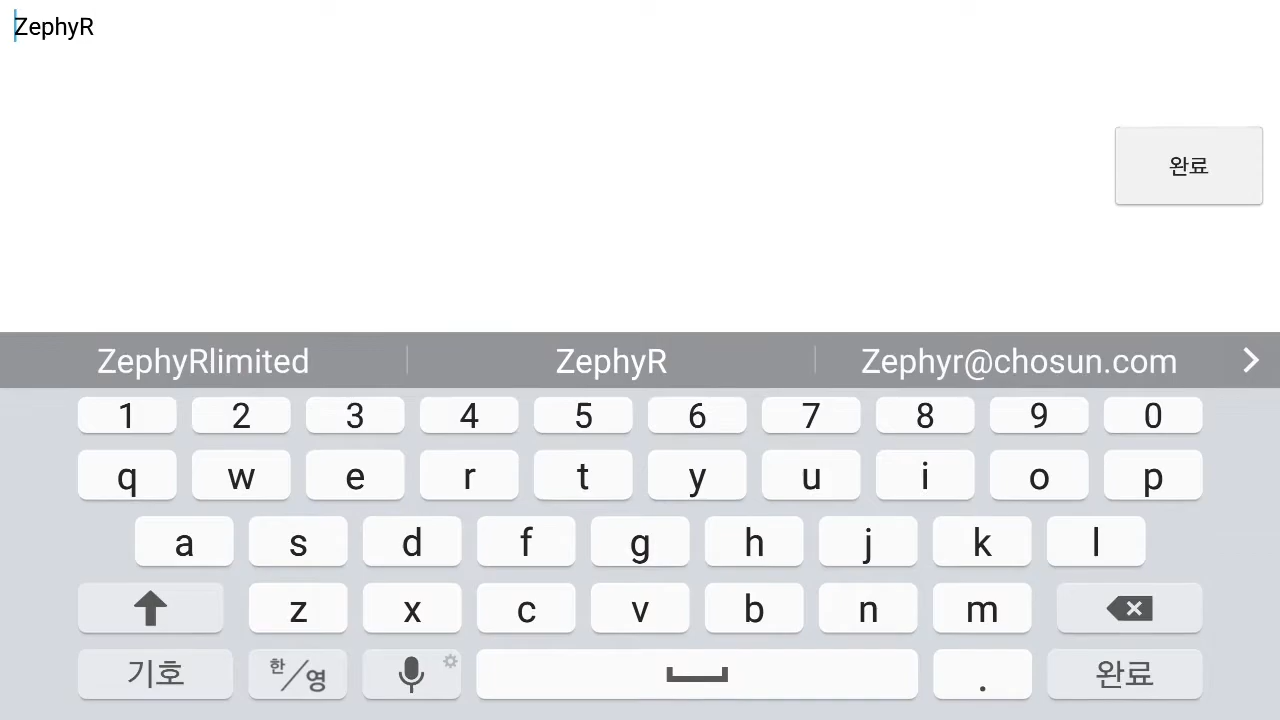 ZephyR
완료
ZephyRlimited ZephyR Zephyr@chosun.com
1 2 3 4 5 6 7 8 9 0
q w e r t y u i o p
a s d f g h j k l
z x c v b n m
기호 한/영 . 완료